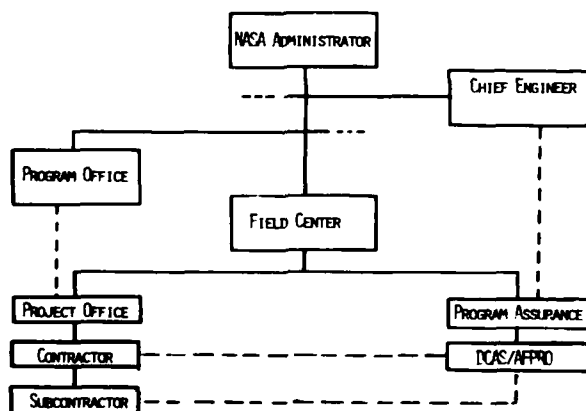 NASA ADMINISTRATOR
CHIEF ENGINEER
PROGRAM OFFICE
FIELD CENTER
PROJECT OFFICE
PROGRAM ASSURANCE
CONTRACTOR
DCAS/AFPRO
SUBCONTRACTOR